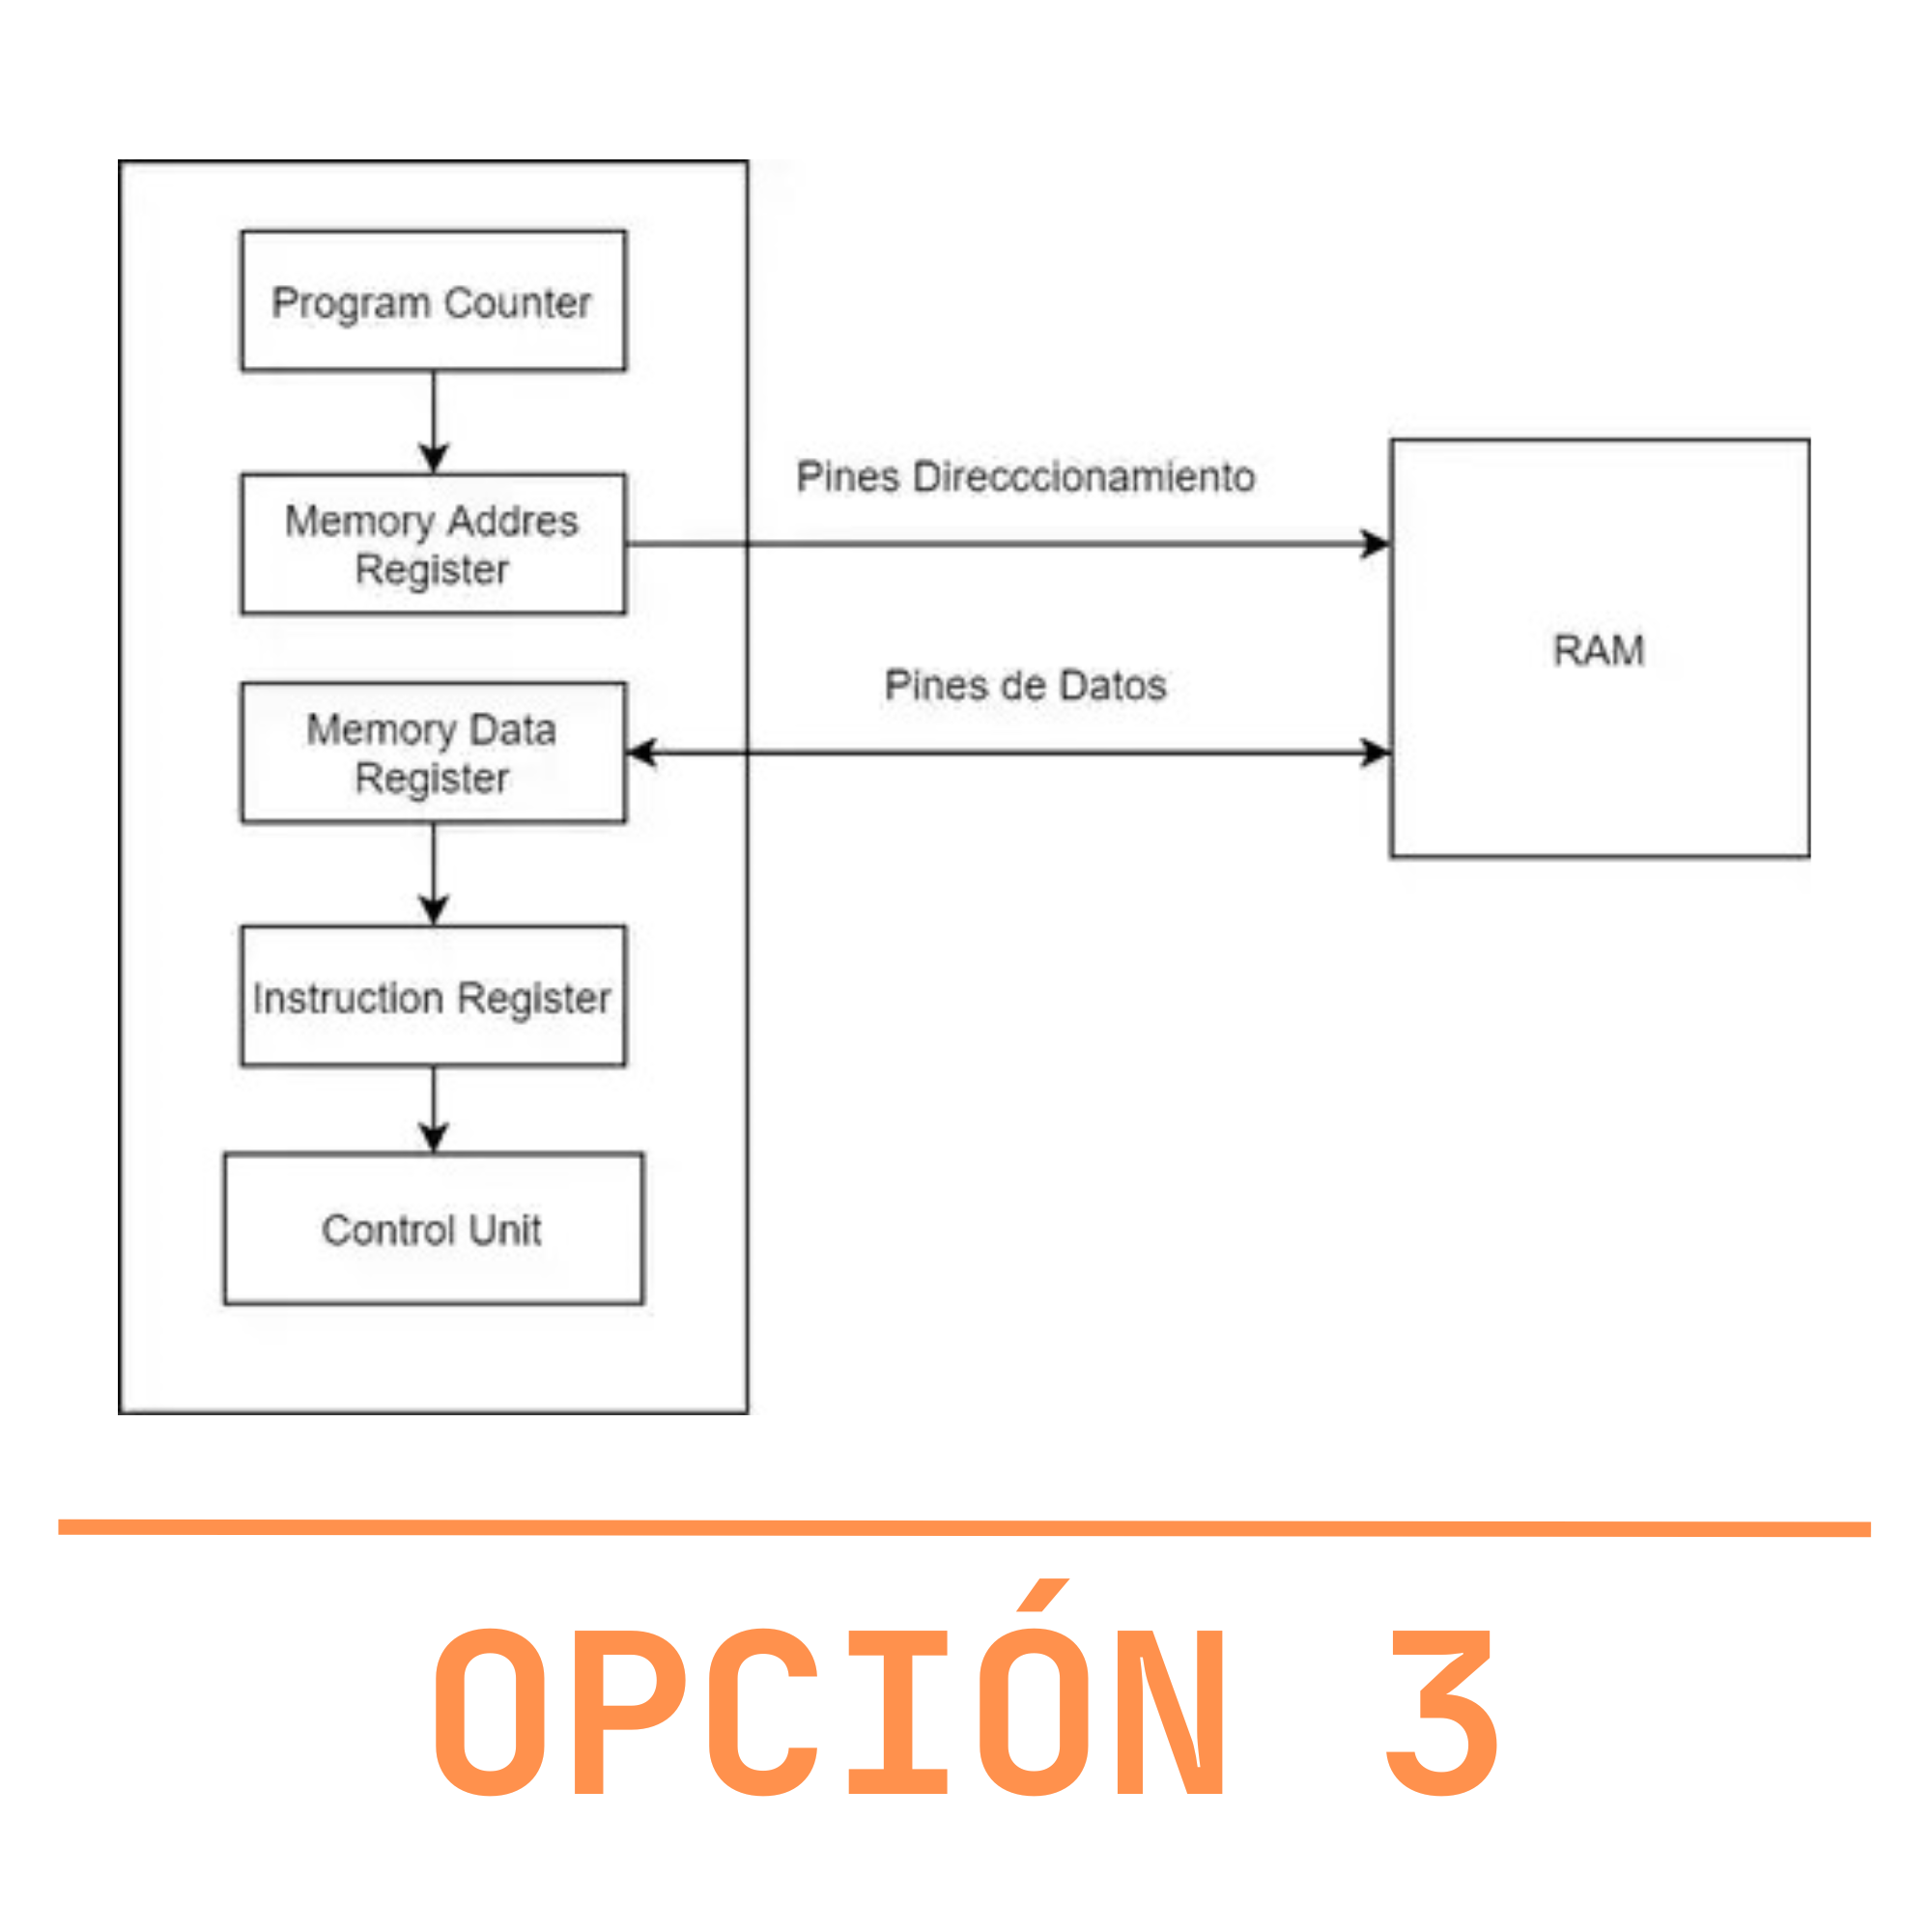 Program Counter
Memory Addres
Register
Pines Direcccionamiento
RAM
Pines de Datos
Memory Data
Register
Instruction Register
Control Unit
OPCIÓN 3